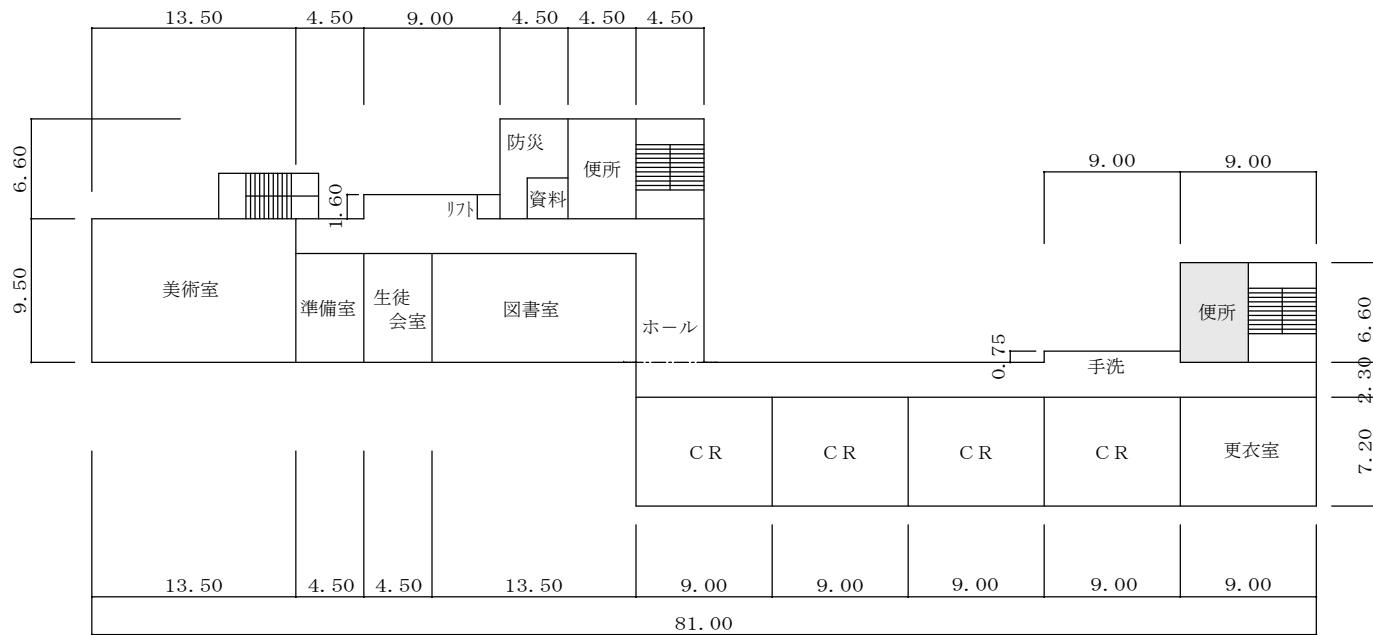 13.50 4.50 9.00 4.50 4.50 4.50
6.60
防災
便所
資料
リフト
1.60
9.00 9.00
9.50
美術室
準備室
生徒
会室
図書室
ホール
便所
6.60
0.75
手洗
2.30
CR CR CR CR 更衣室
7.20
13.50 4.50 4.50 13.50 9.00 9.00 9.00 9.00 9.00
81.00